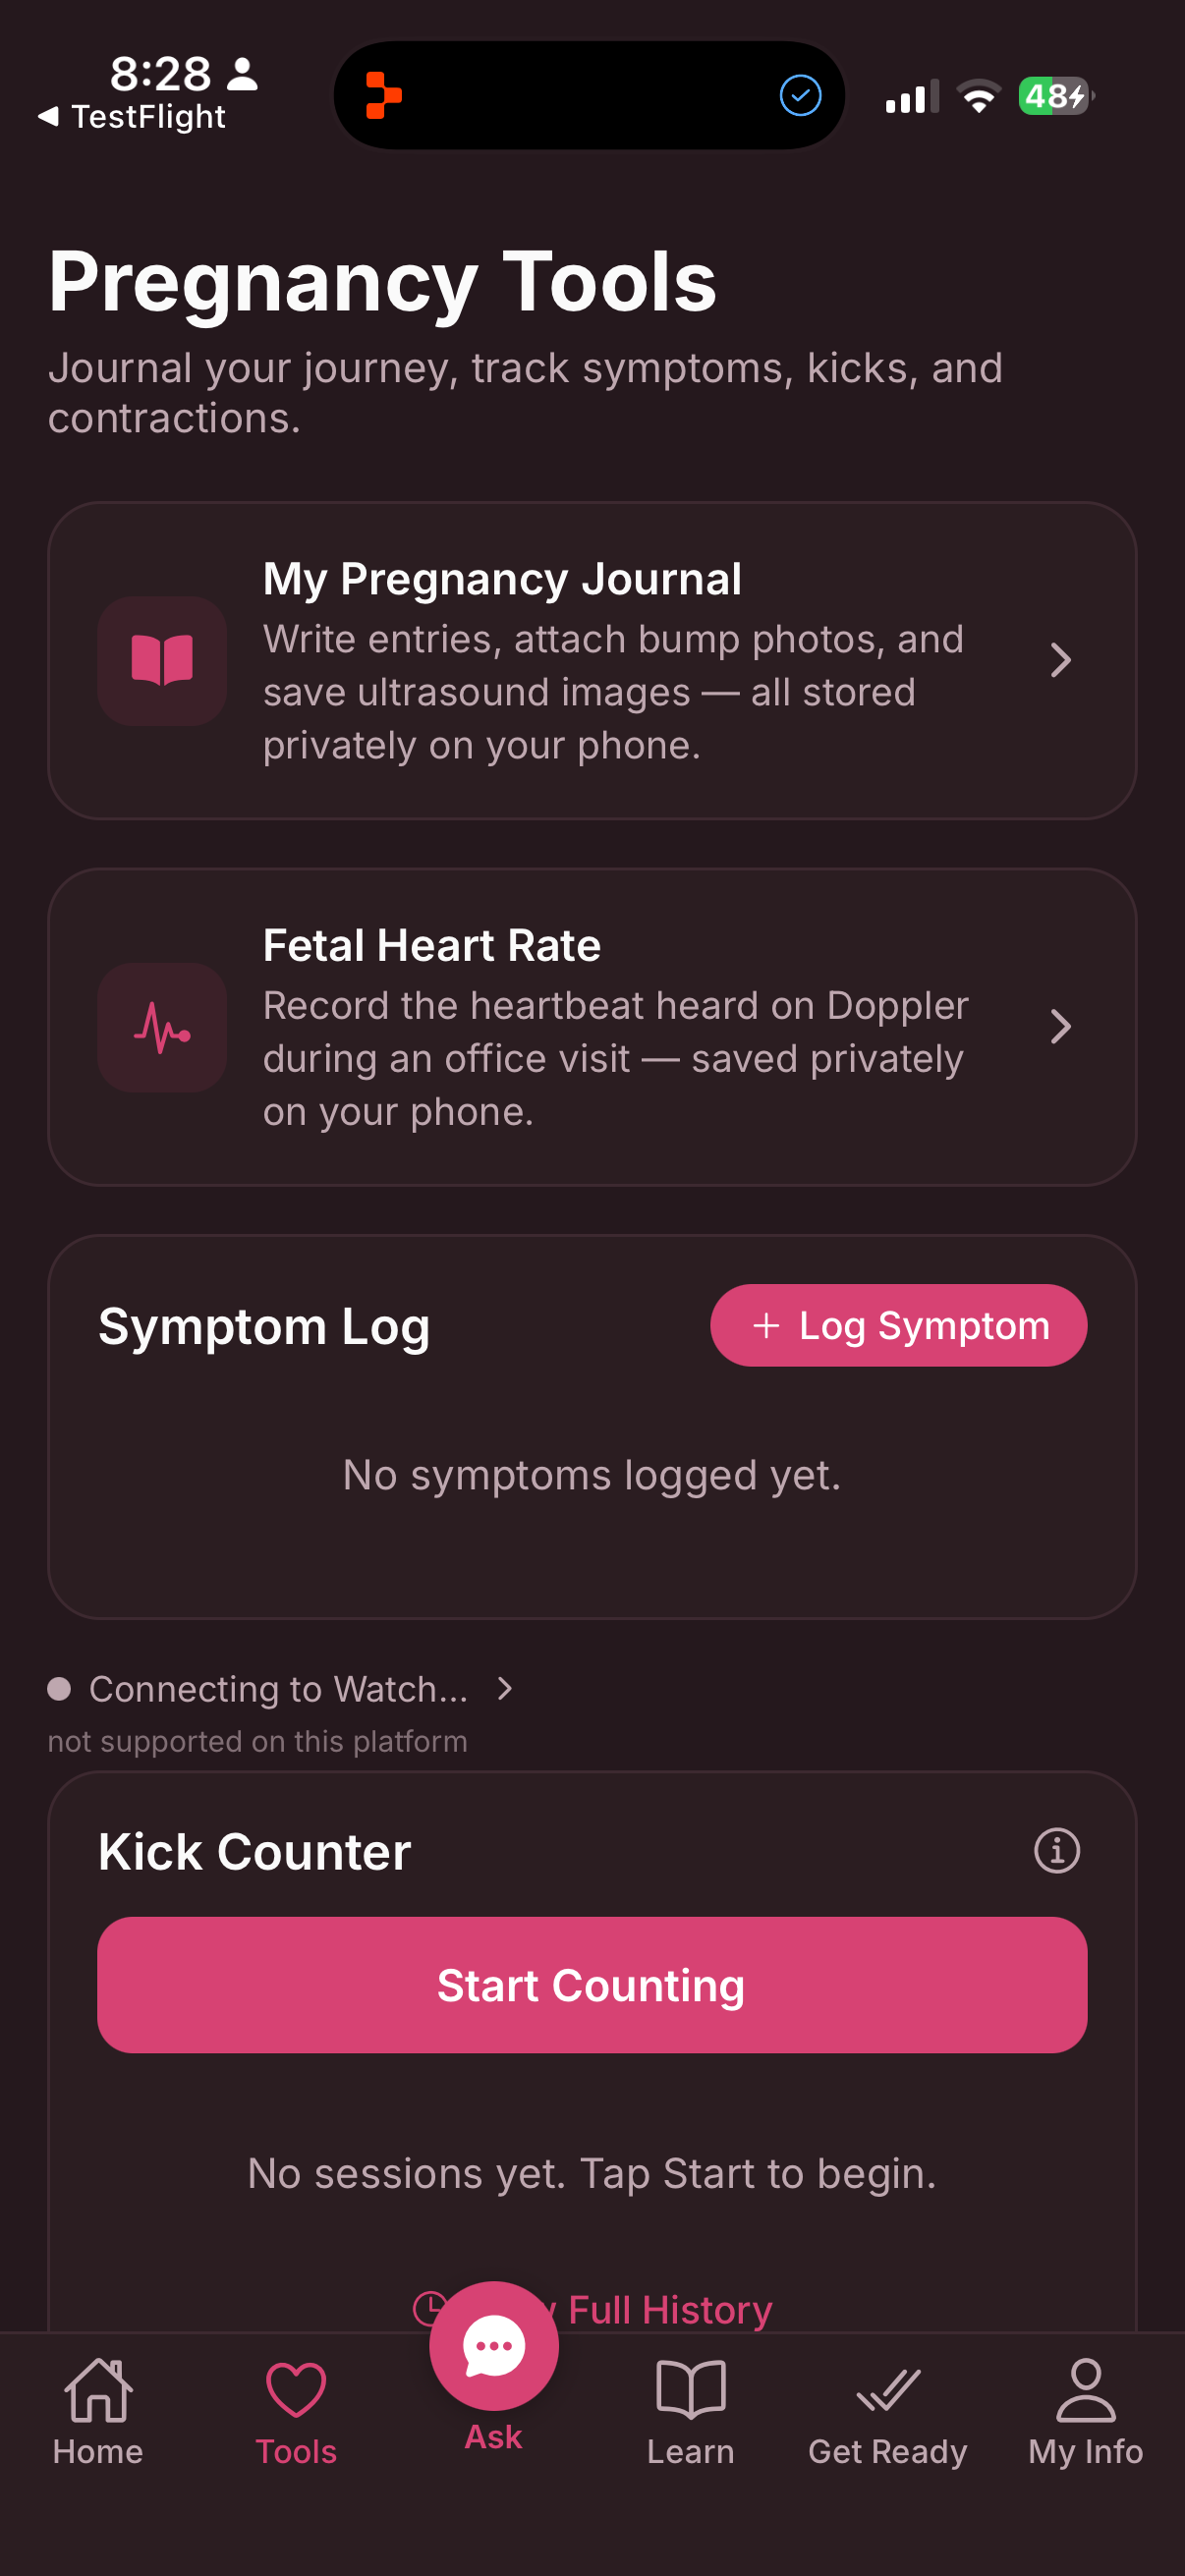 8:28
TestFlight
48
Pregnancy Tools
Journal your journey, track symptoms, kicks, and
contractions.
My Pregnancy Journal
Write entries, attach bump photos, and
save ultrasound images — all stored
privately on your phone.
Fetal Heart Rate
Record the heartbeat heard on Doppler
during an office visit — saved privately
on your phone.
Symptom Log
+ Log Symptom
No symptoms logged yet.
Connecting to Watch...
not supported on this platform
Kick Counter
Start Counting
No sessions yet. Tap Start to begin.
Full History
Home
Tools
Ask
Learn
Get Ready
My Info